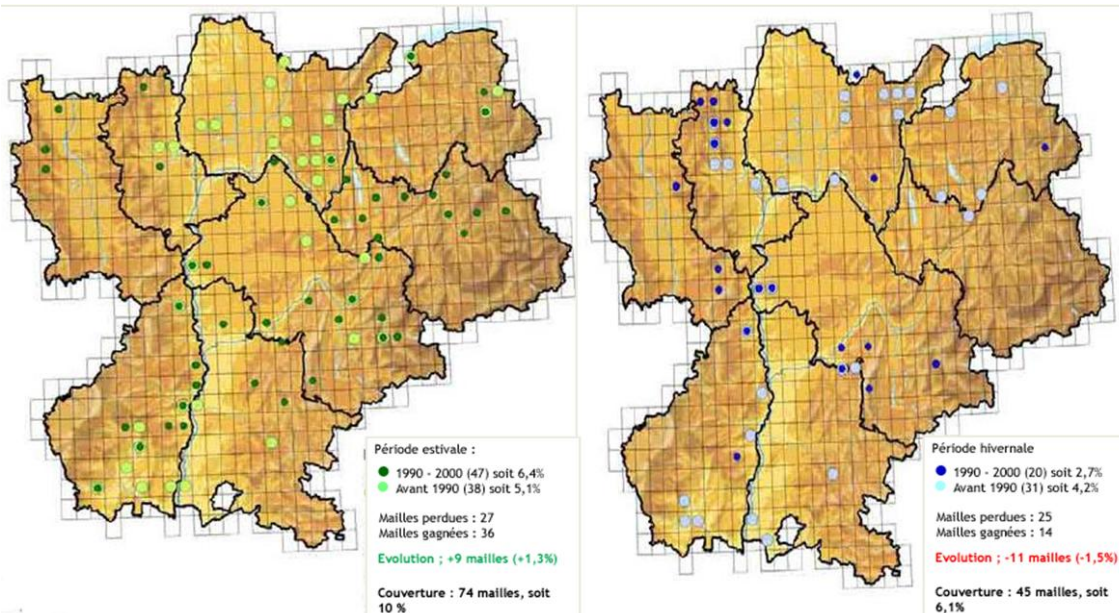 Période estivale :
1990 - 2000 (47) soit 6,4%
Avant 1990 (38) soit 5,1%
Mailles perdues : 27
Mailles gagnées : 36
Evolution ; +9 mailles (+1,3%)
Couverture : 74 mailles, soit
10 %
Période hivernale
1990 - 2000 (20) soit 2,7%
Avant 1990 (31) soit 4,2%
Mailles perdues : 25
Mailles gagnées : 14
Evolution ; -11 mailles (-1,5%)
Couverture : 45 mailles, soit
6,1%